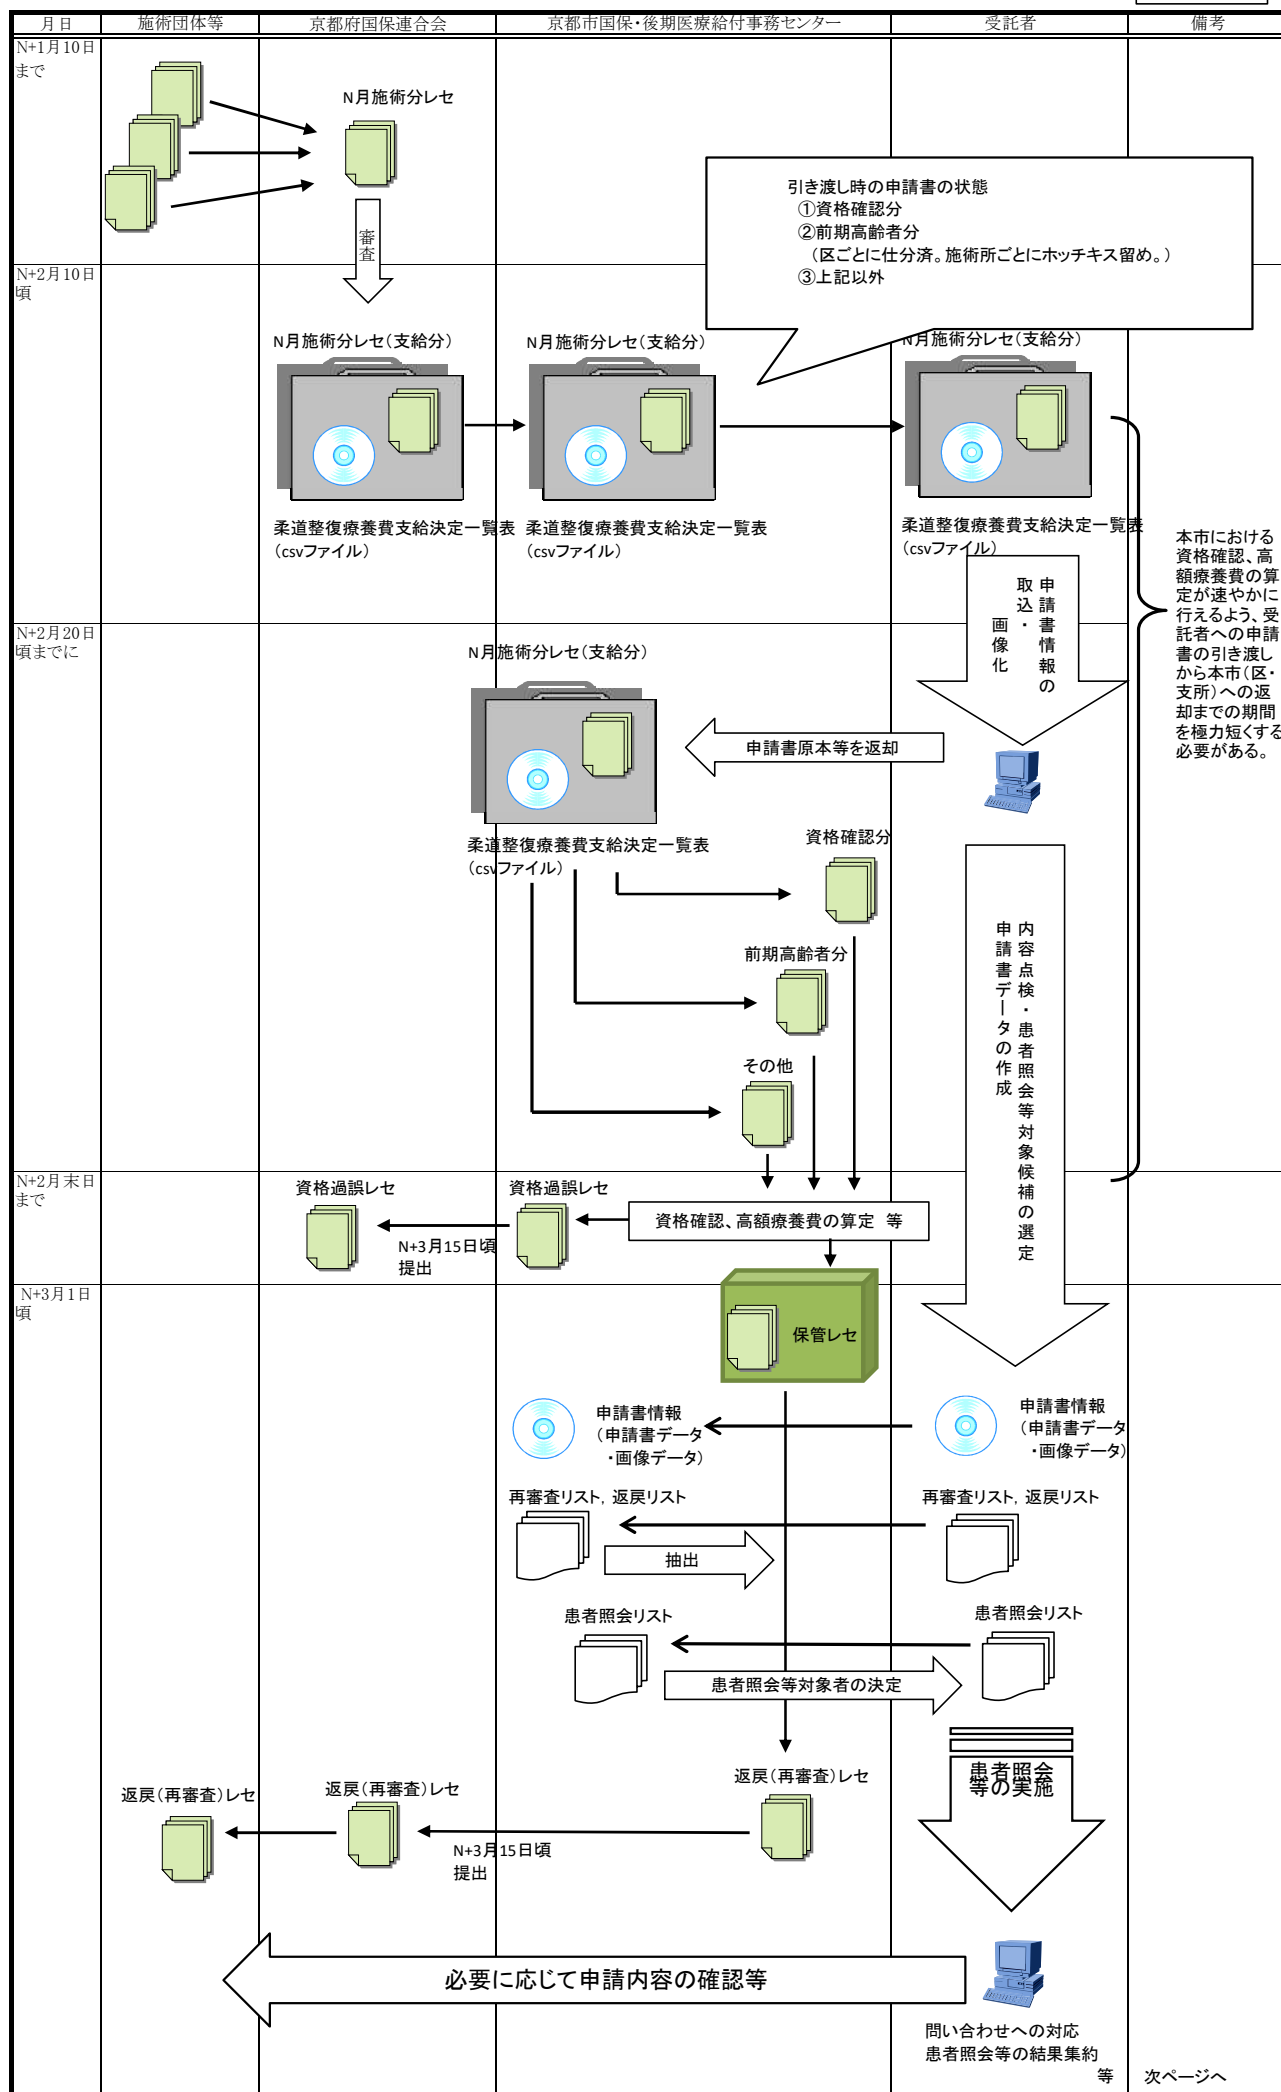 月日
施術団体等
京都府国保連合会
京都市国保・後期医療給付事務センター
受託者
備考
N+1月10日
まで
N月施術分レセ
審査
引き渡し時の申請書の状態
①資格確認分
②前期高齢者分
(区ごとに仕分済。施術所ごとにホッチキス留め。)
③上記以外
N+2月10日
頃
N月施術分レセ(支給分)
N月施術分レセ(支給分)
N月施術分レセ(支給分)
柔道整復療養費支給決定一覧表
(csvファイル)
柔道整復療養費支給決定一覧表
(csvファイル)
柔道整復療養費支給決定一覧表
(csvファイル)
申請書情報の
取込・
画像化
本市における
資格確認、高
額療養費の算
定が速やかに
行えるよう、受
託者への申請
書の引き渡し
から本市(区・
支所)への返
却までの期間
を極力短くする
必要がある。
N+2月20日
頃までに
N月施術分レセ(支給分)
申請書原本等を返却
柔道整復療養費支給決定一覧表
(csvファイル)
資格確認分
前期高齢者分
その他
内容点検・患者照会等対象候補の選定
申請書データの作成
N+2月末日
まで
資格過誤レセ
資格過誤レセ
資格確認、高額療養費の算定 等
N+3月15日頃
提出
N+3月1日
頃
保管レセ
申請書情報
(申請書データ
・画像データ)
申請書情報
(申請書データ
・画像データ)
再審査リスト, 返戻リスト
再審査リスト, 返戻リスト
抽出
患者照会リスト
患者照会リスト
患者照会等対象者の決定
患者照会
等の実施
返戻(再審査)レセ
返戻(再審査)レセ
返戻(再審査)レセ
N+3月15日頃
提出
必要に応じて申請内容の確認等
問い合わせへの対応
患者照会等の結果集約
等
次ページへ